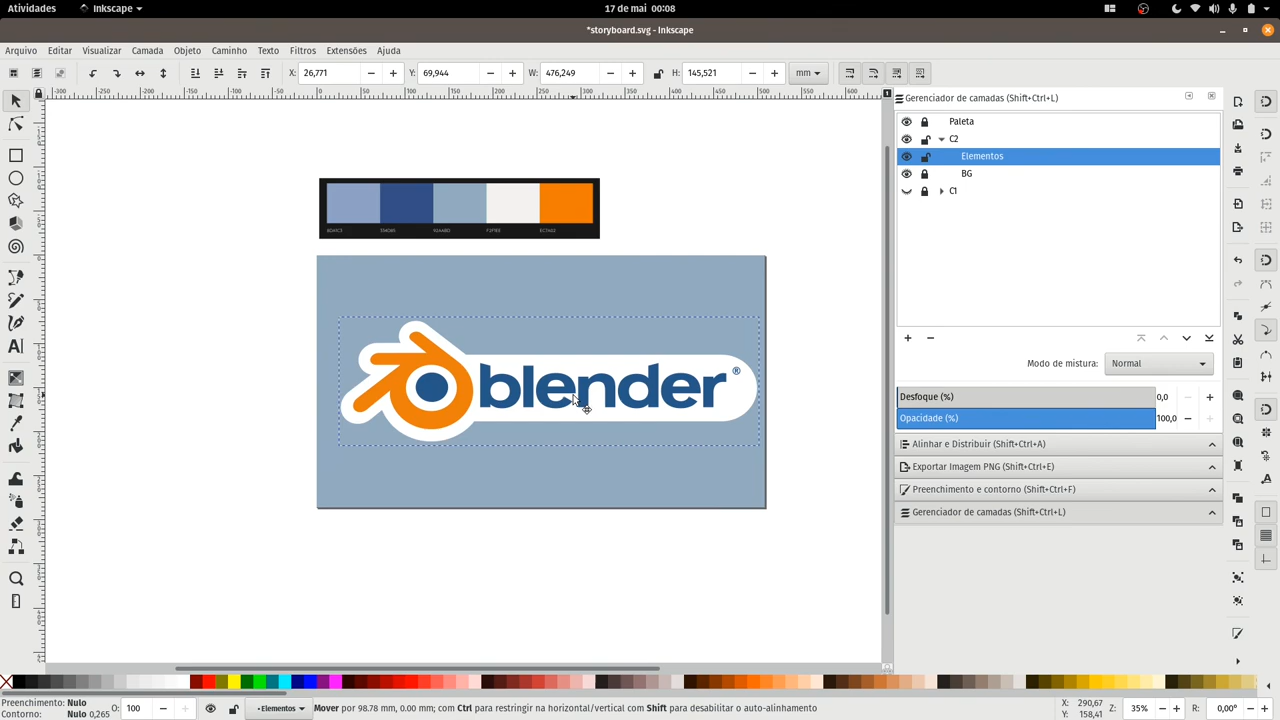 Atividades
Inkscape
17 de mai 00:08
*storyboard.svg - Inkscape
Arquivo Editar Visualizar Camada Objeto Caminho Texto Filtros Extensões Ajuda
X: 26,771 Y: 69,944 W: 476,249 H: 145,521 mm
Gerenciador de camadas (Shift+Ctrl+L)
Paleta
C2
Elementos
BG
C1
blender®
Modo de mistura: Normal
Desfoque (%) 0,0
Opacidade (%) 100,0
Alinhar e Distribuir (Shift+Ctrl+A)
Exportar Imagem PNG (Shift+Ctrl+E)
Preenchimento e contorno (Shift+Ctrl+F)
Gerenciador de camadas (Shift+Ctrl+L)
Preenchimento: Nulo
Contorno: Nulo 0,265
O: 100
•Elementos
Mover por 98.78 mm, 0.00 mm; com Ctrl para restringir na horizontal/vertical com Shift para desabilitar o auto-alinhamento
X: 290,67
Y: 158,41
35%
R: 0,00°